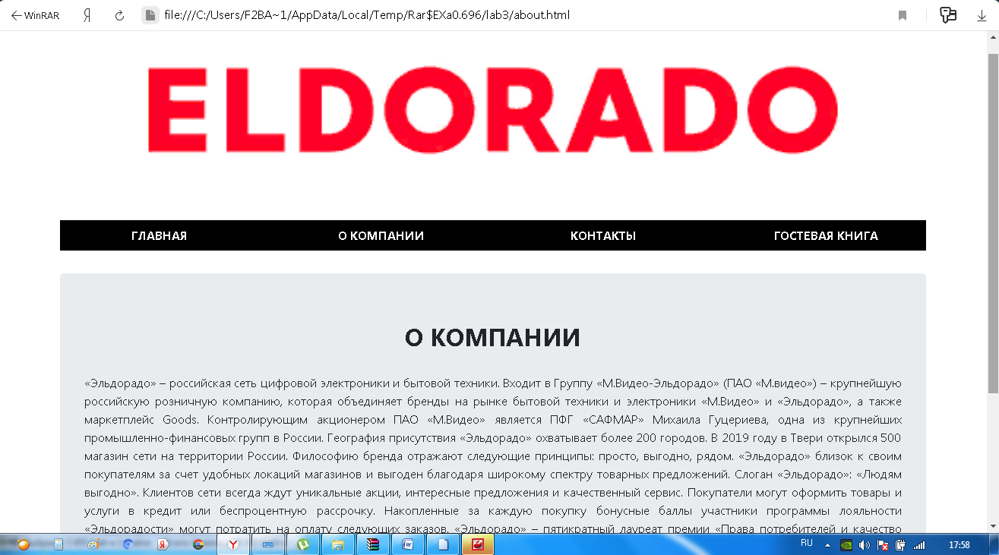 WinRAR
file:///C:/Users/F2BA~1/AppData/Local/Temp/Rar$EXa0.696/lab3/about.html
ELDORADO
ГЛАВНАЯ О КОМПАНИИ КОНТАКТЫ ГОСТЕВАЯ КНИГА
О КОМПАНИИ
«Эльдорадо» – российская сеть цифровой электроники и бытовой техники. Входит в Группу «М.Видео-Эльдорадо» (ПАО «М.видео») – крупнейшую
российскую розничную компанию, которая объединяет бренды на рынке бытовой техники и электроники «М.Видео» и «Эльдорадо», а также
маркетплейс Goods. Контролирующим акционером ПАО «М.Видео» является ПФГ «САФМАР» Михаила Гуцериева, одна из крупнейших
промышленно-финансовых групп в России. География присутствия «Эльдорадо» охватывает более 200 городов. В 2019 году в Твери открылся 500
магазин сети на территории России. Философию бренда отражают следующие принципы: просто, выгодно, рядом. «Эльдорадо» близок к своим
покупателям за счет удобных локаций магазинов и выгоден благодаря широкому спектру товарных предложений. Слоган «Эльдорадо»: «Людям
выгодно». Клиентов сети всегда ждут уникальные акции, интересные предложения и качественный сервис. Покупатели могут оформить товары и
услуги в кредит или беспроцентную рассрочку. Накопленные за каждую покупку бонусные баллы участники программы лояльности
«Эльдорадости» могут потратить на оплату следующих заказов. «Эльдорадо» – пятикратный лауреат премии «Права потребителей и качество
RU 17:58